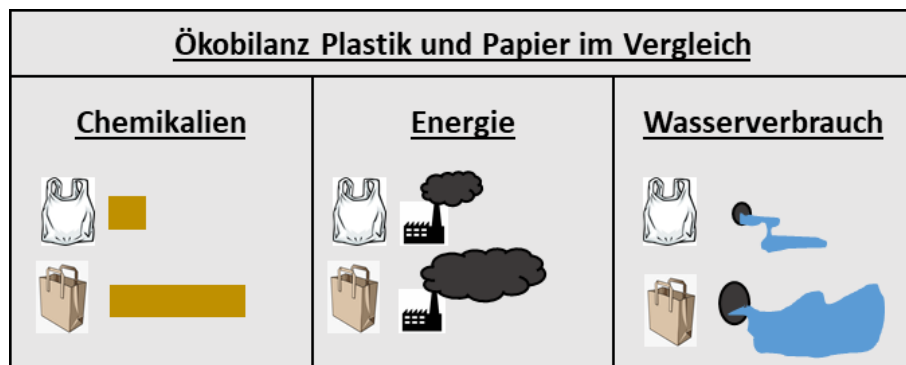 Ökobilanz Plastik und Papier im Vergleich
Chemikalien
Energie
Wasserverbrauch